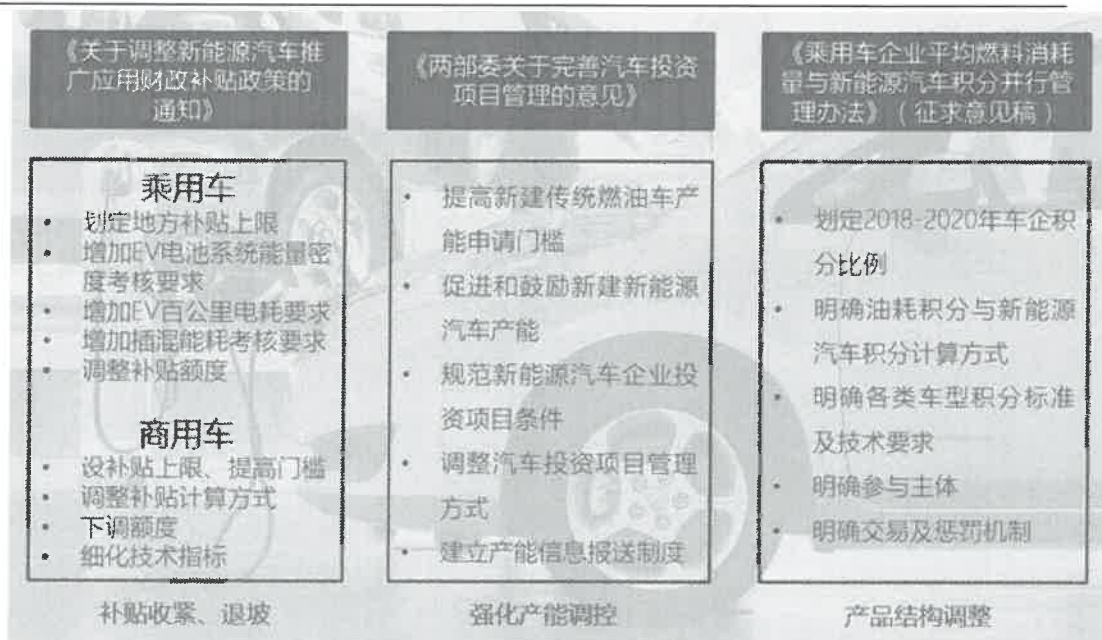 《关于调整新能源汽车推
广应用财政补贴政策的
通知》
乘用车
• 划定地方补贴上限
• 增加EV电池系统能量密
度考核要求
• 增加EV百公里电耗要求
• 增加插混能耗考核要求
• 调整补贴额度
商用车
• 设补贴上限、提高门槛
• 调整补贴计算方式
• 下调额度
• 细化技术指标
补贴收紧、退坡
《两部委关于完善汽车投资
项目管理的意见》
• 提高新建传统燃油车产
能申请门槛
• 促进和鼓励新建新能源
汽车产能
• 规范新能源汽车企业投
资项目条件
• 调整汽车投资项目管理
方式
• 建立产能信息报送制度
强化产能调控
《乘用车企业平均燃料消耗
量与新能源汽车积分并行管
理办法》（征求意见稿）
• 划定2018-2020年车企积
分比例
• 明确油耗积分与新能源
汽车积分计算方式
• 明确各类车型积分标准
及技术要求
• 明确参与主体
• 明确交易及惩罚机制
产品结构调整